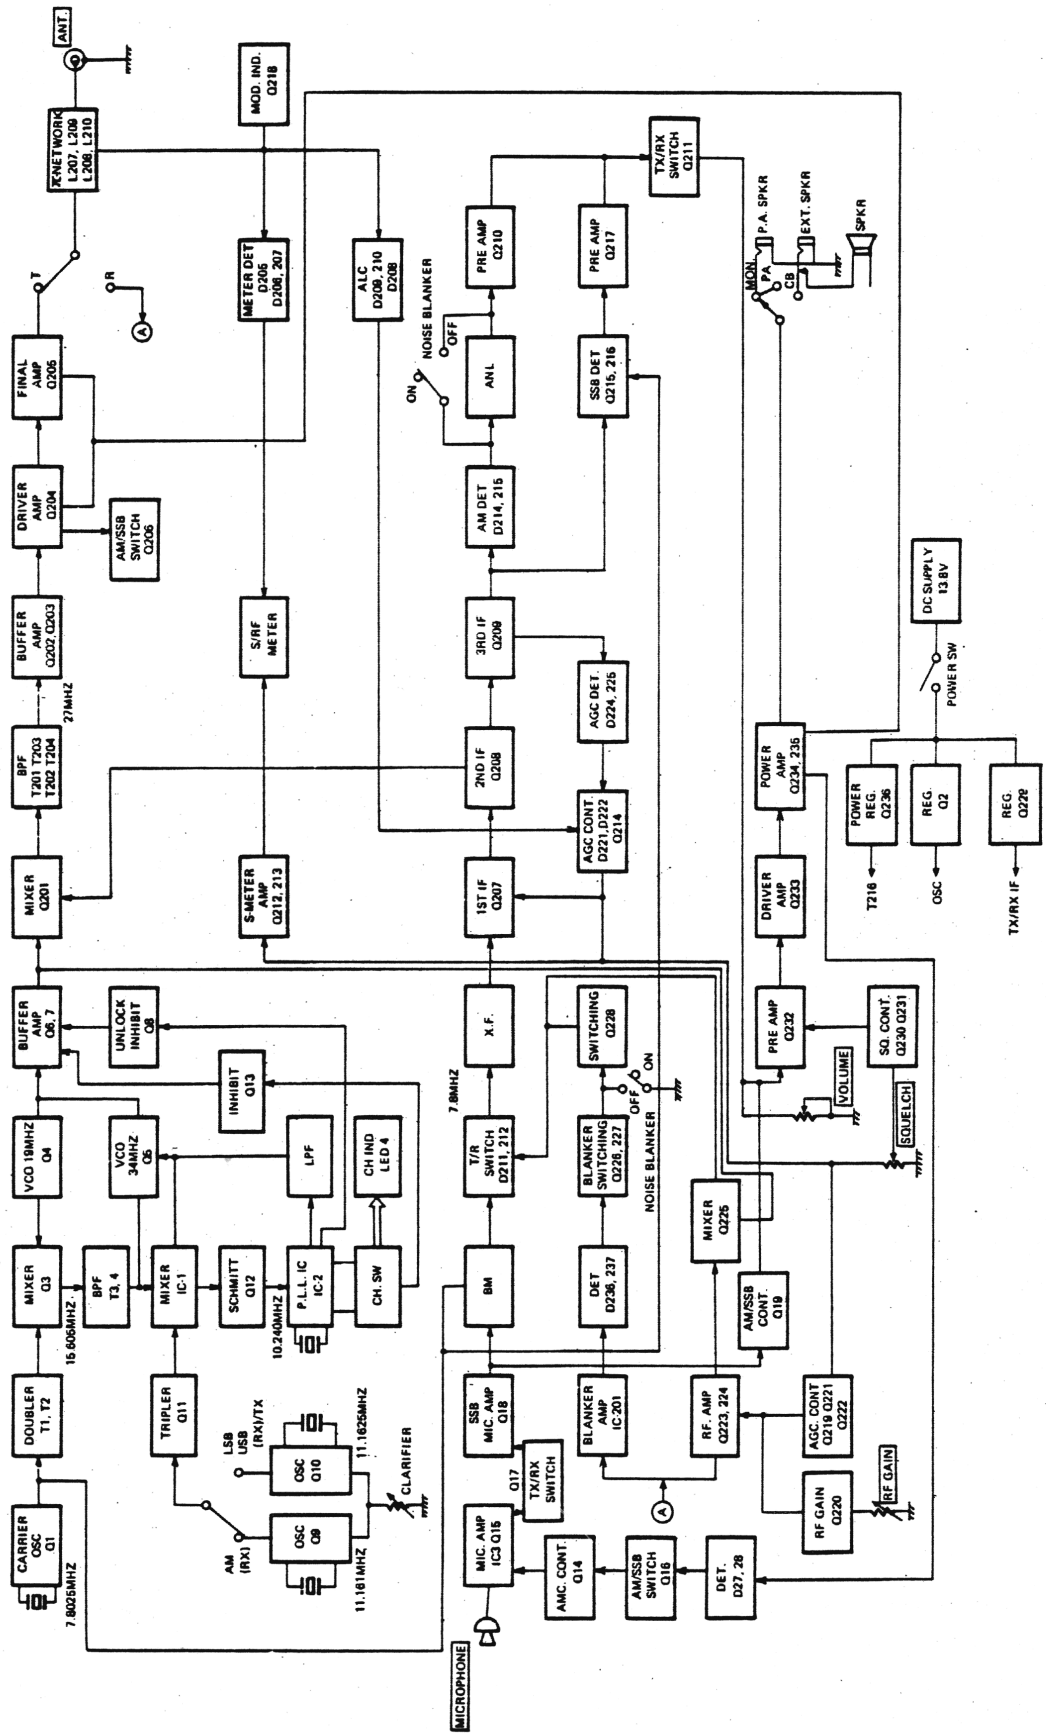 CARRIER
OSC
Q1
7.8025MHZ
DOUBLER
T1, T2
MIXER
Q3
15.605MHZ
VCO 19MHZ
Q4
BUFFER
AMP
Q6, 7
MIXER
Q201
BPF
T201 T203
T202 T204
27MHZ
BUFFER
AMP
Q202, Q203
DRIVER
AMP
Q204
FINAL
AMP
Q205
T
R
A
π-NETWORK
L207, L209
L208, L210
ANT.
BPF
T3, 4
VCO
34MHZ
Q5
UNLOCK
INHIBIT
Q8
AM/SSB
SWITCH
Q206
TRIPLER
Q11
MIXER
IC-1
INHIBIT
Q13
SCHMITT
Q12
10.240MHZ
P.L.L. IC
IC-2
LPF
CH. SW
CH IND
LED 4
AM
(RX)
LSB
USB
(RX)/TX
OSC
Q9
11.161MHZ
OSC
Q10
11.1625MHZ
CLARIFIER
S-METER
AMP
Q212, 213
S/RF
METER
METER DET
D205
D206, 207
MOD. IND.
Q218
ALC
D209, 210
D208
MICROPHONE
MIC. AMP
IC3 Q15
Q17
TX/RX
SWITCH
SSB
MIC. AMP
Q18
BM
T/R
SWITCH
D211, 212
7.8MHZ
X.F.
1ST IF
Q207
2ND IF
Q208
3RD IF
Q209
AM DET
D214, 215
ANL
ON
OFF
NOISE BLANKER
PRE AMP
Q210
AGC CONT.
D221, D222
Q214
AGC DET.
D224, 225
SSB DET
Q215, 216
PRE AMP
Q217
TX/RX
SWITCH
Q211
AMC. CONT.
Q14
AM/SSB
SWITCH
Q16
DET.
D27, 28
A
BLANKER
AMP
IC-201
DET
D236, 237
BLANKER
SWITCHING
Q226, 227
SWITCHING
Q228
OFF
ON
NOISE BLANKER
RF. AMP
Q223, 224
MIXER
Q225
AM/SSB
CONT.
Q19
RF GAIN
Q220
RF GAIN
AGC. CONT
Q219 Q221
Q222
VOLUME
SQUELCH
PRE AMP
Q232
SQ. CONT.
Q230 Q231
DRIVER
AMP
Q233
POWER
AMP
Q234, 235
MON.
PA
CB
P.A. SPKR
EXT. SPKR
SPKR
T216
POWER
REG.
Q236
OSC
REG.
Q2
TX/RX IF
REG.
Q229
POWER SW
DC SUPPLY
13.8V